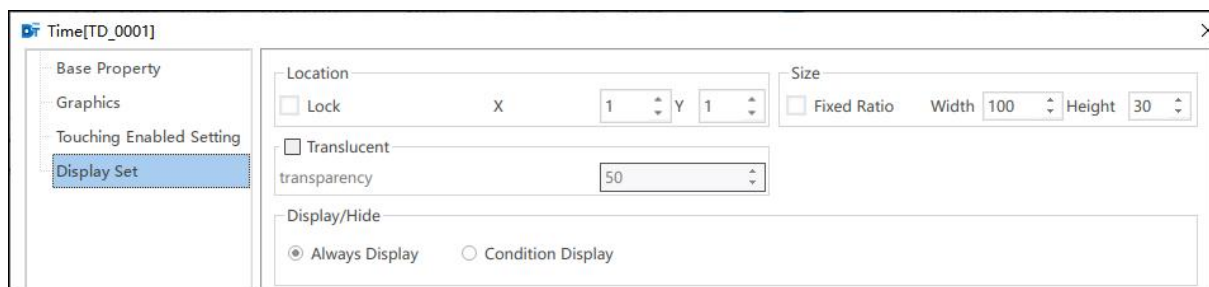 DT Time[TD_0001]
Base Property
Graphics
Touching Enabled Setting
Display Set
Location
Lock X 1 Y 1
Size
Fixed Ratio Width 100 Height 30
Translucent
transparency 50
Display/Hide
Always Display Condition Display